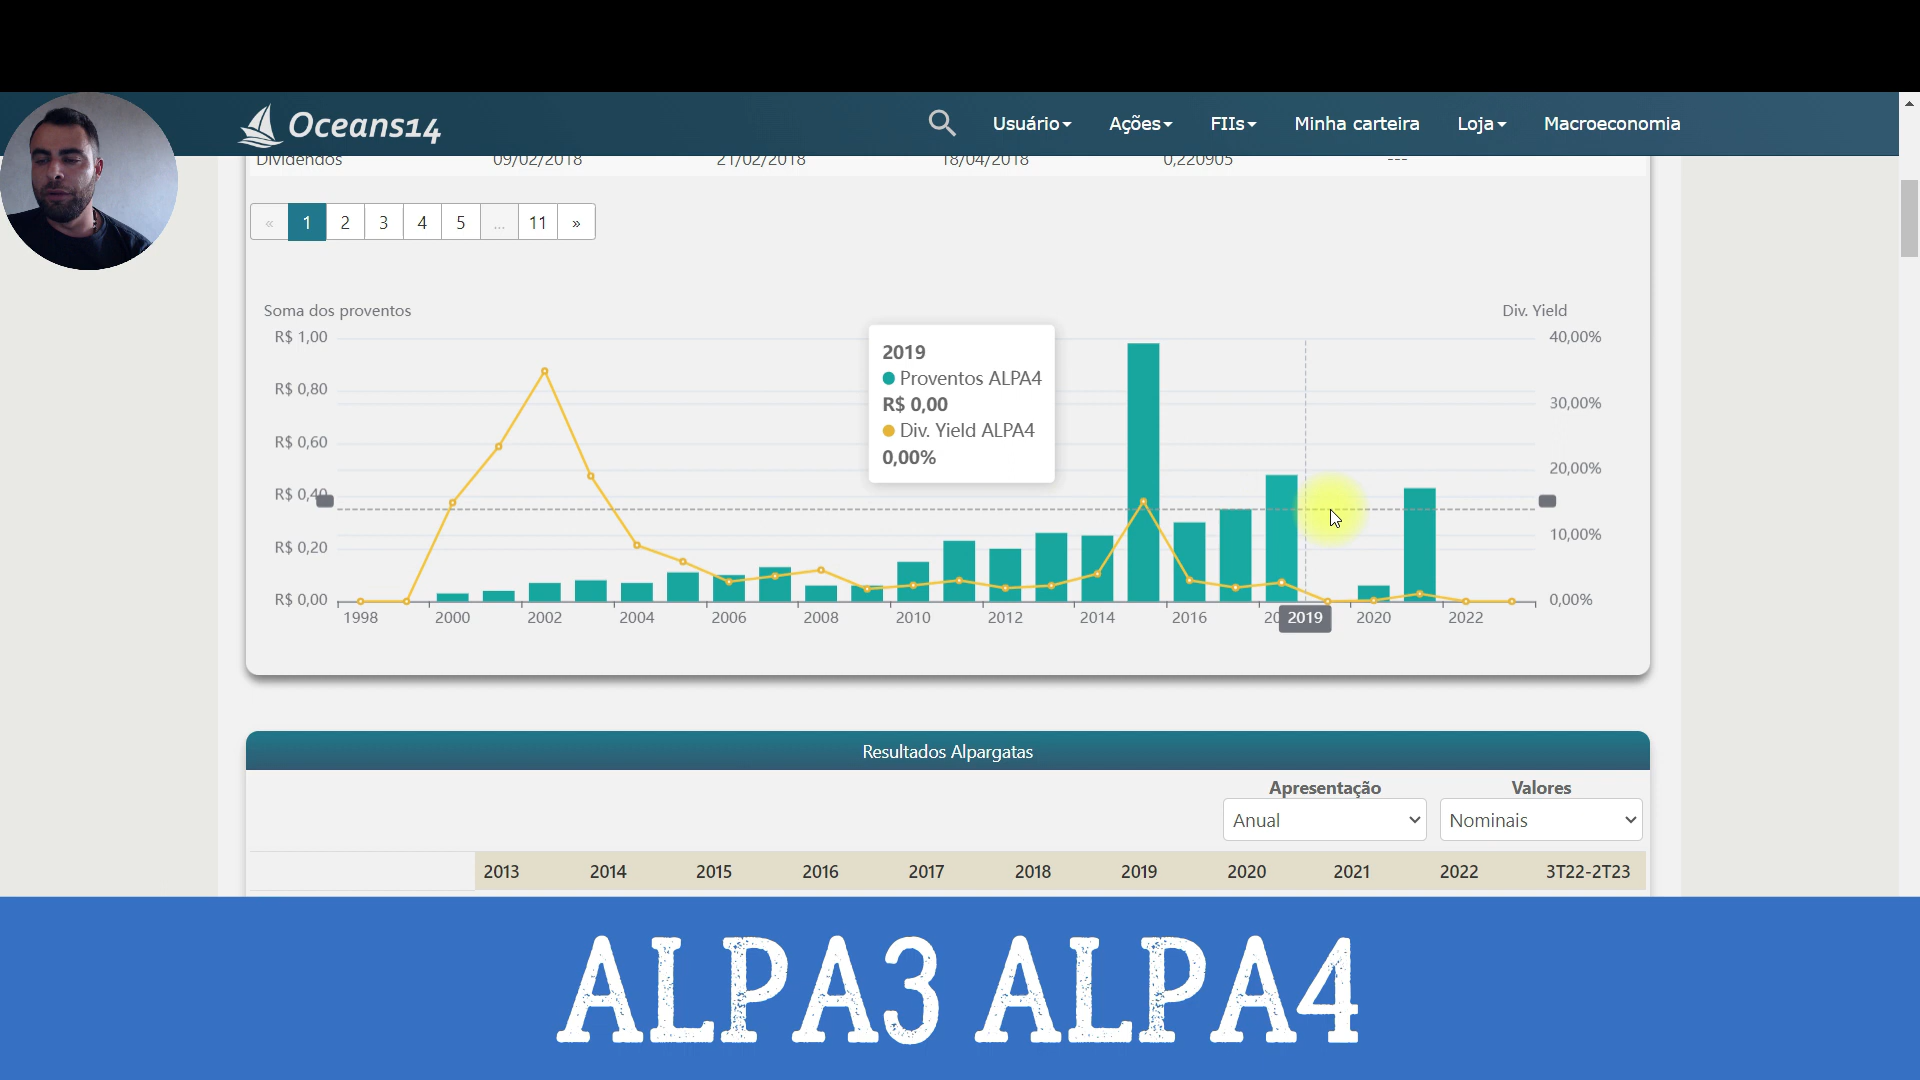 Oceans14
Usuário Ações FIIs Minha carteira Loja Macroeconomia
Dividendos 09/02/2018 21/02/2018 18/04/2018 0,220905 ---
« 1 2 3 4 5 ... 11 »
Soma dos proventos Div. Yield
R$ 1,00 40,00%
R$ 0,80 30,00%
R$ 0,60 20,00%
R$ 0,40 10,00%
R$ 0,20 0,00%
R$ 0,00
2019
Proventos ALPA4
R$ 0,00
Div. Yield ALPA4
0,00%
1998 2000 2002 2004 2006 2008 2010 2012 2014 2016 20 2019 2020 2022
Resultados Alpargatas
Apresentação Valores
Anual Nominais
2013 2014 2015 2016 2017 2018 2019 2020 2021 2022 3T22-2T23
ALPA3 ALPA4